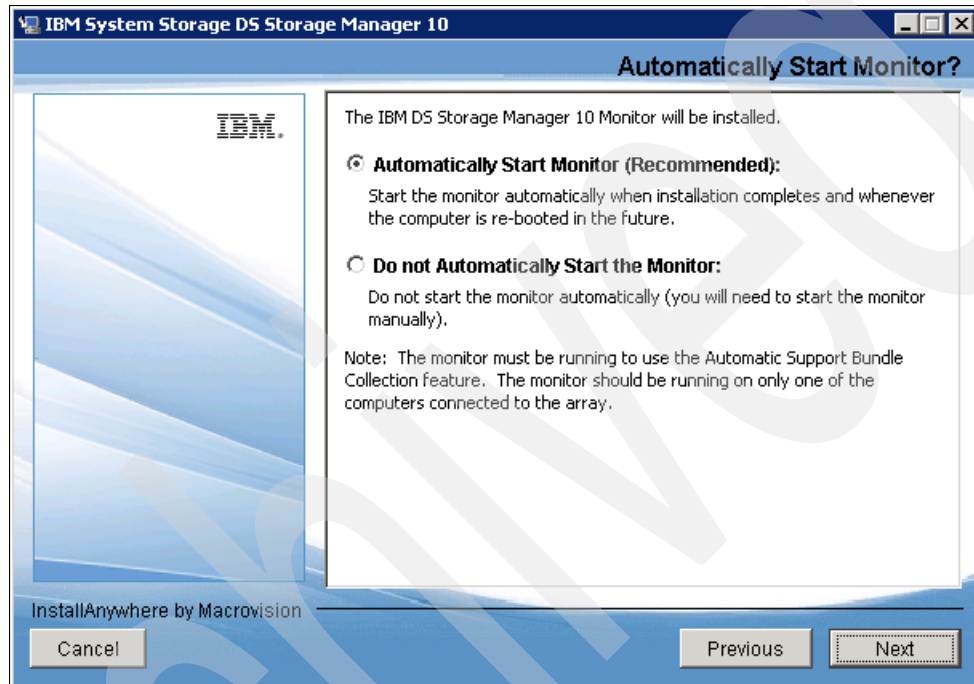 IBM System Storage DS Storage Manager 10
Automatically Start Monitor?
IBM.
The IBM DS Storage Manager 10 Monitor will be installed.
Automatically Start Monitor (Recommended):
Start the monitor automatically when installation completes and whenever
the computer is re-booted in the future.
Do not Automatically Start the Monitor:
Do not start the monitor automatically (you will need to start the monitor
manually).
Note: The monitor must be running to use the Automatic Support Bundle
Collection feature. The monitor should be running on only one of the
computers connected to the array.
InstallAnywhere by Macrovision
Cancel
Previous
Next